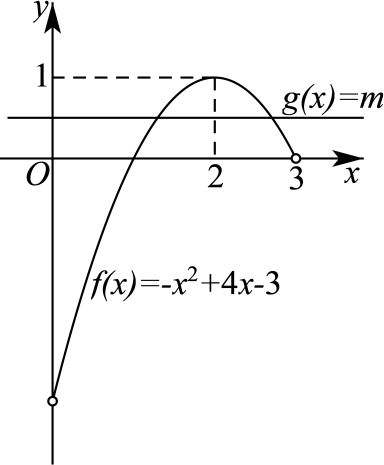 y
1
g(x)=m
O
2
3
x
f(x)=-x²+4x-3